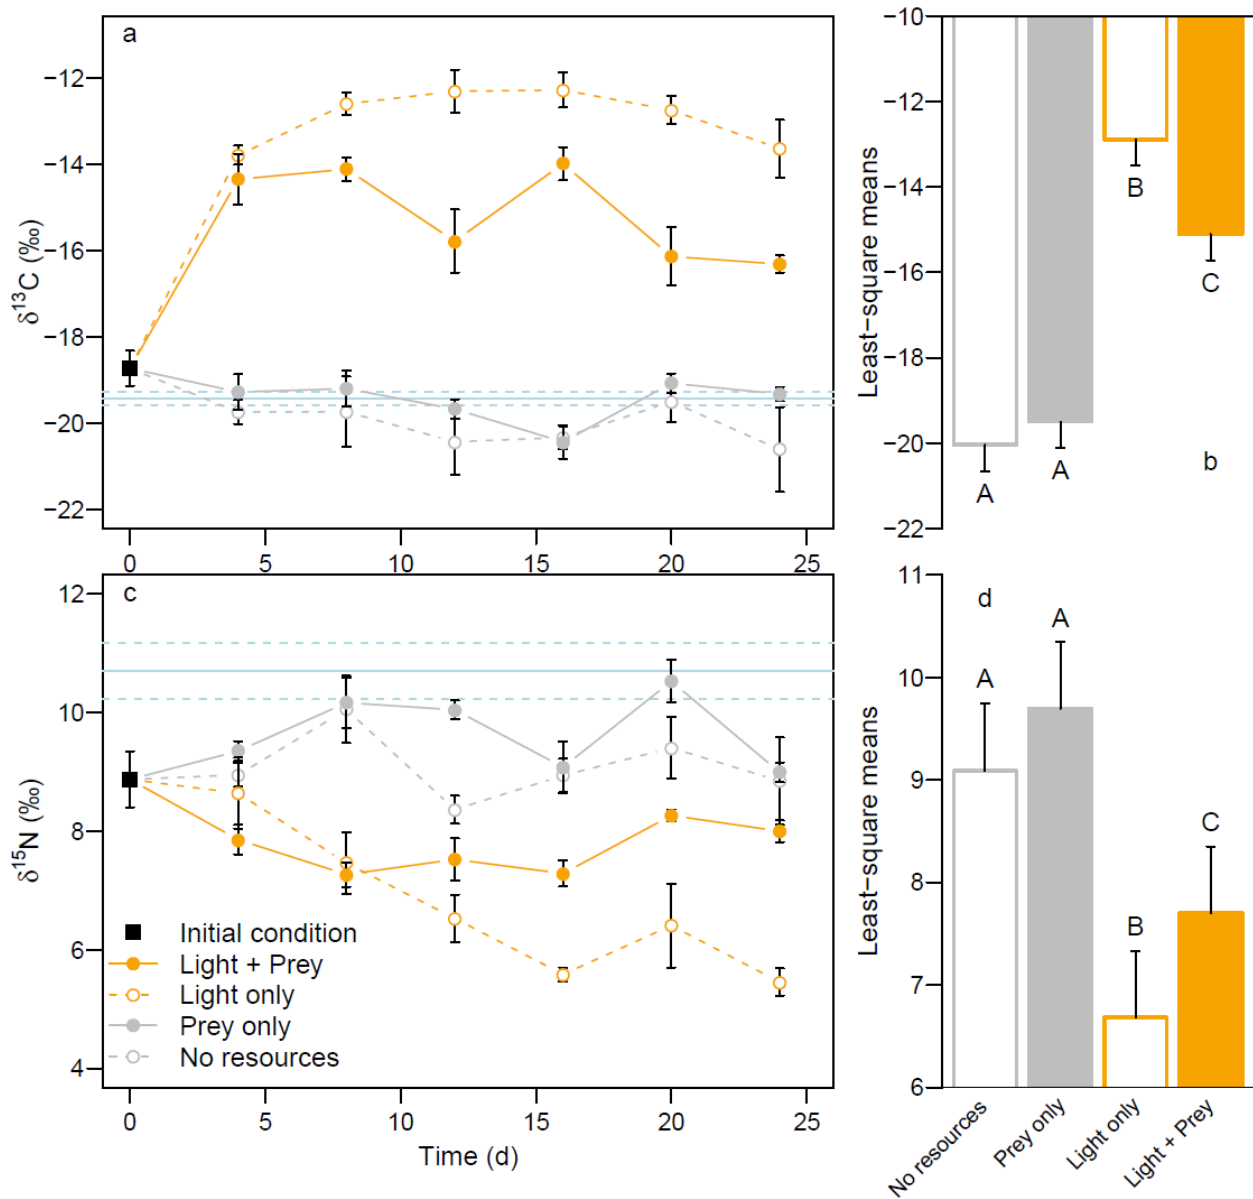 a
δ13C (‰)
−12
−14
−16
−18
−20
−22
0 5 10 15 20 25
Least−square means
−10
−12
−14
−16
−18
−20
−22
A A B C
b
c
δ15N (‰)
12
10
8
6
4
Initial condition
Light + Prey
Light only
Prey only
No resources
0 5 10 15 20 25
Time (d)
d
Least−square means
11
10
9
8
7
6
A A B C
No resources Prey only Light only Light + Prey